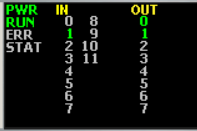 PWR IN OUT
RUN 0 8 0
ERR 1 9 1
STAT 2 10 2
3 11 3
4 4
5 5
6 6
7 7